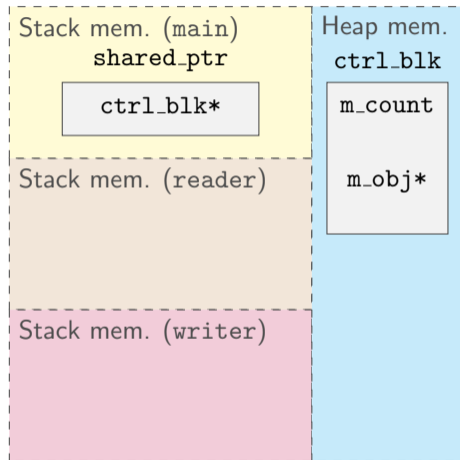 Stack mem. (main)
shared_ptr
ctrl_blk*
Stack mem. (reader)
Stack mem. (writer)
Heap mem.
ctrl_blk
m_count
m_obj*